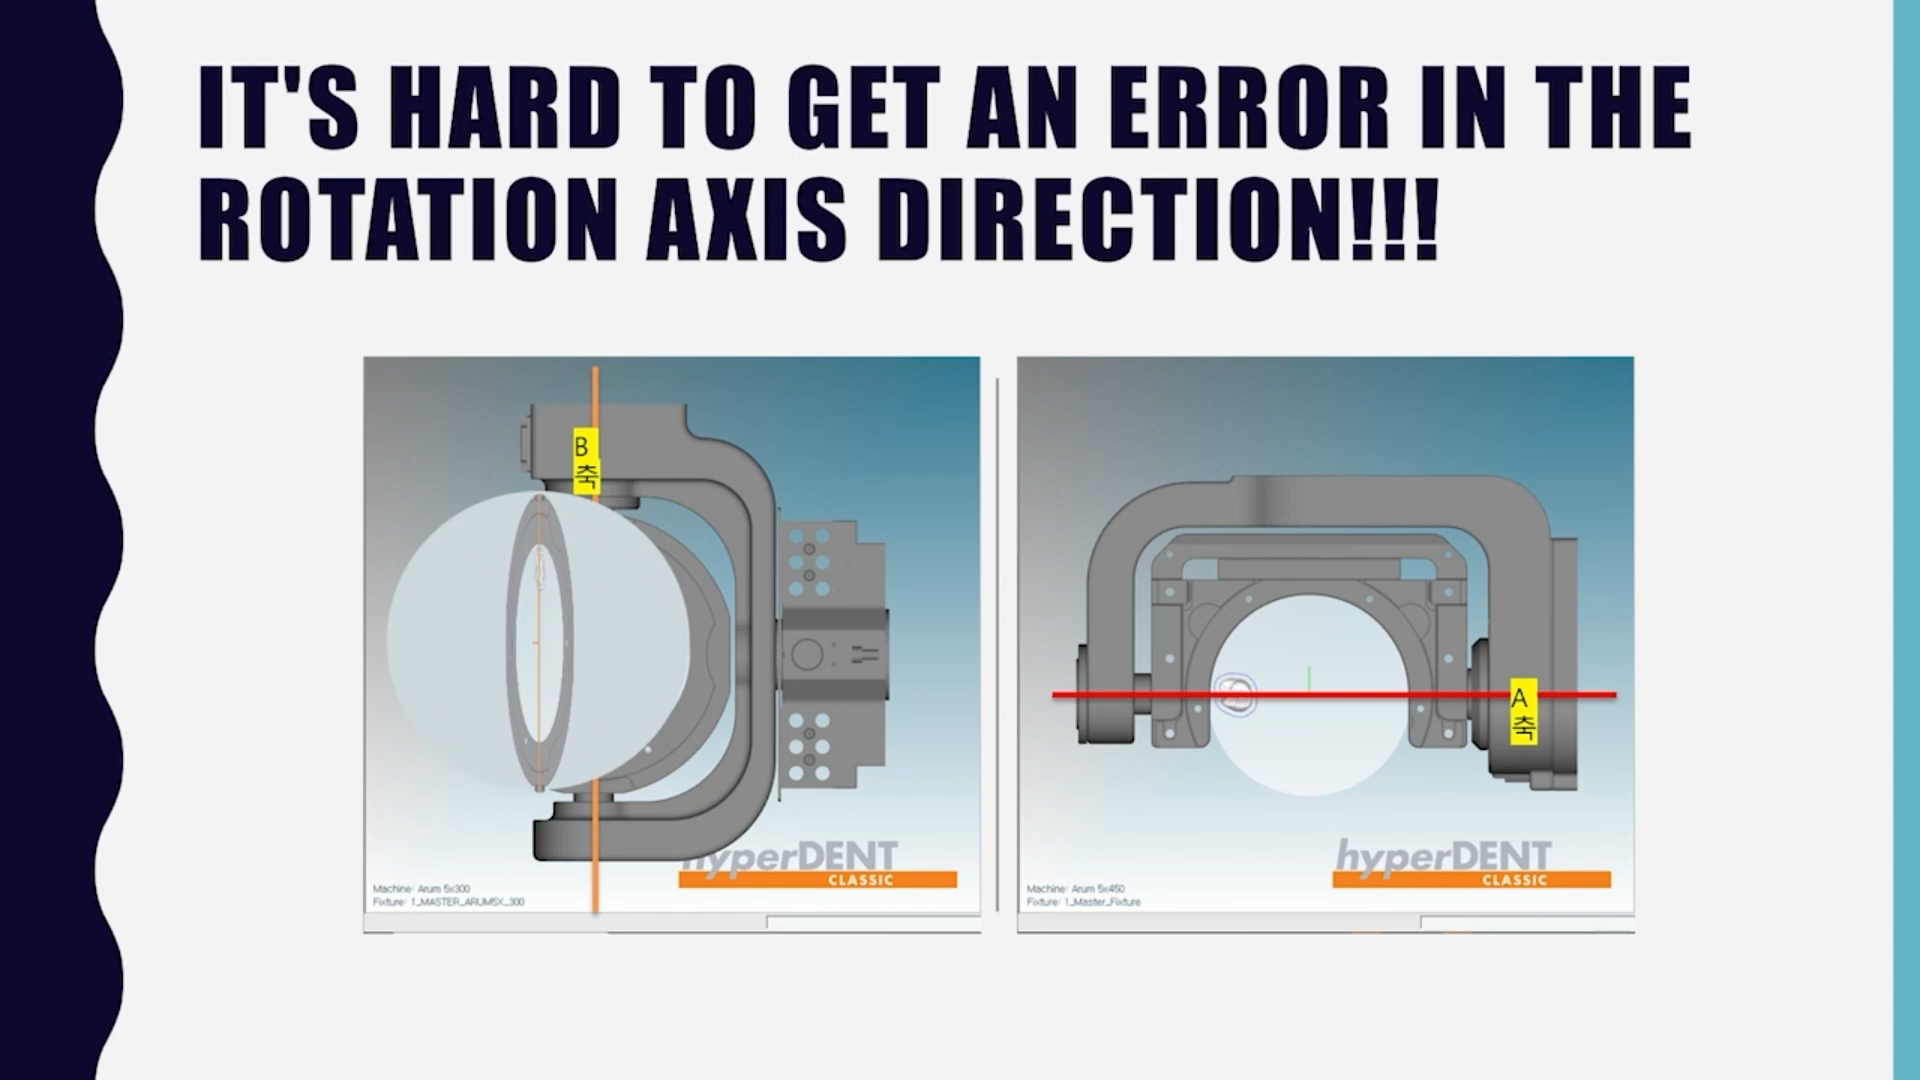 IT'S HARD TO GET AN ERROR IN THE
ROTATION AXIS DIRECTION!!!
B
축
hyperDENT
CLASSIC
Machine: Arum 5x300
Fixture: 1_MASTER_ARUM5X_300
A
축
hyperDENT
CLASSIC
Machine: Arum 5x450
Fixture: 1_Master_Fixture